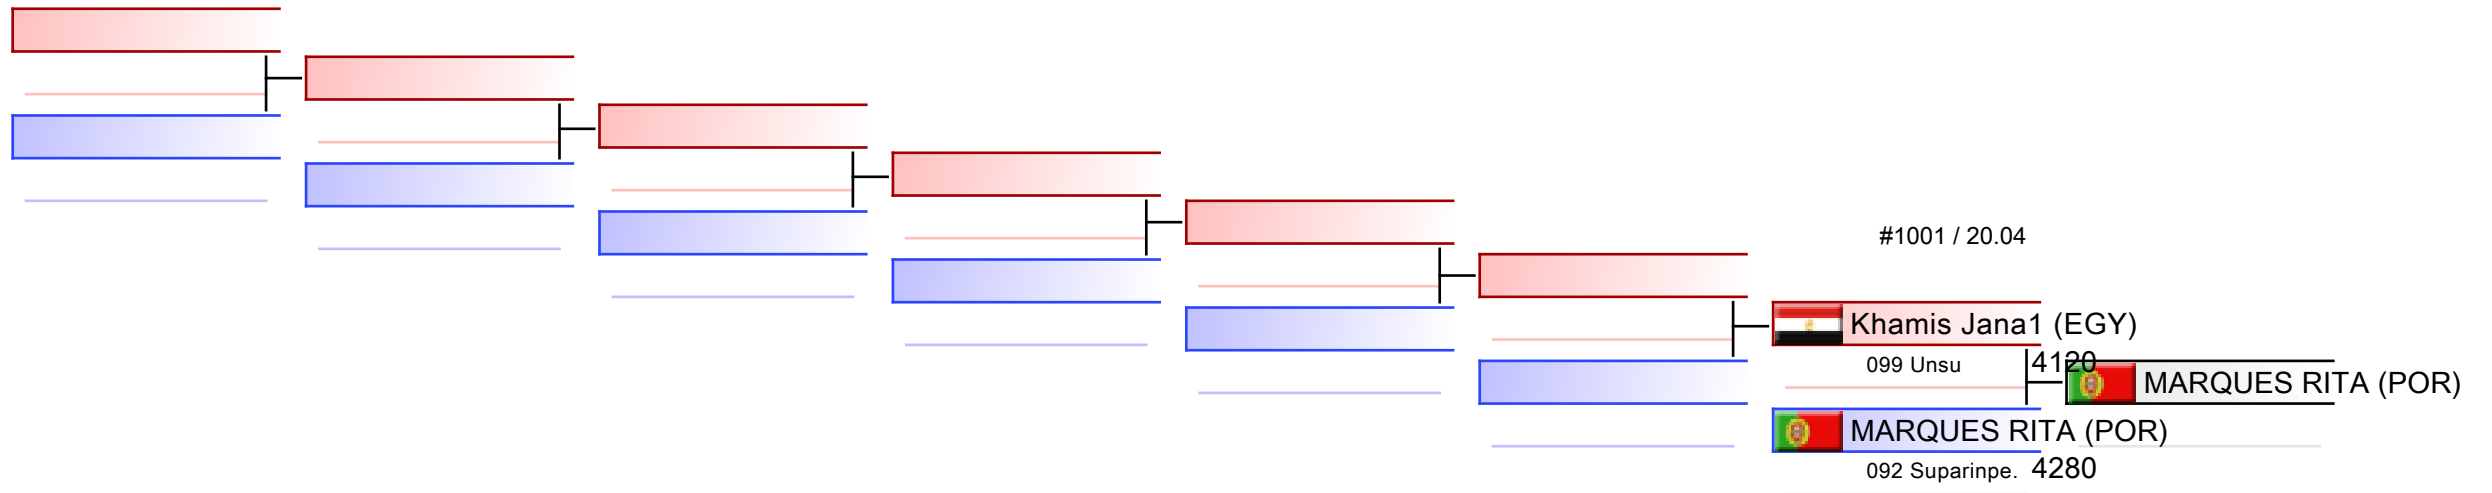 #1001 / 20.04
Khamis Jana1 (EGY)
099 Unsu 4120
MARQUES RITA (POR)
MARQUES RITA (POR)
092 Suparinpe. 4280